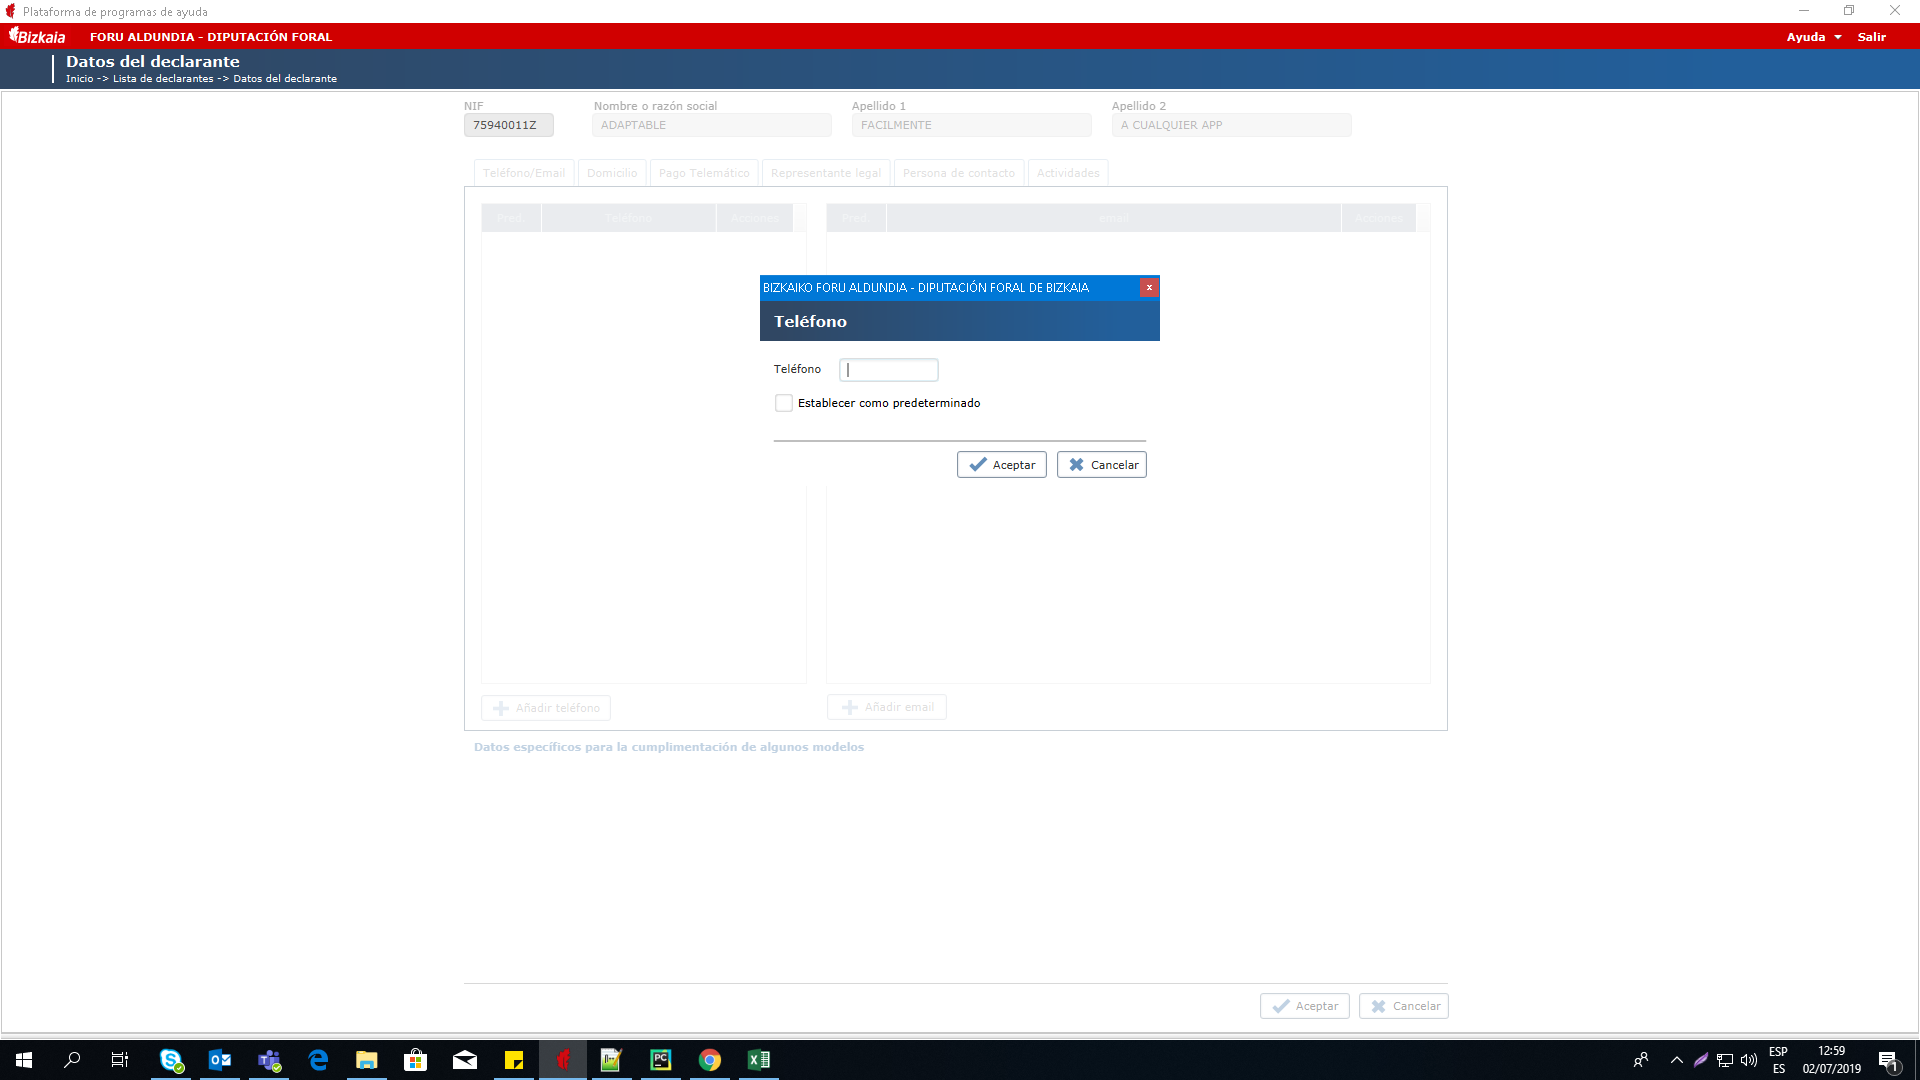 Plataforma de programas de ayuda
Bizkaia FORU ALDUNDIA - DIPUTACIÓN FORAL Ayuda Salir
Datos del declarante
Inicio -> Lista de declarantes -> Datos del declarante
NIF Nombre o razón social Apellido 1 Apellido 2
75940011Z ADAPTABLE FACILMENTE A CUALQUIER APP
Teléfono/Email Domicilio Pago Telemático Representante legal Persona de contacto Actividades
Pred. Teléfono Acciones Pred. email Acciones
BIZKAIKO FORU ALDUNDIA - DIPUTACIÓN FORAL DE BIZKAIA x
Teléfono
Teléfono
Establecer como predeterminado
Aceptar Cancelar
Añadir teléfono Añadir email
Datos específicos para la cumplimentación de algunos modelos
Aceptar Cancelar
ESP 12:59
ES 02/07/2019 1